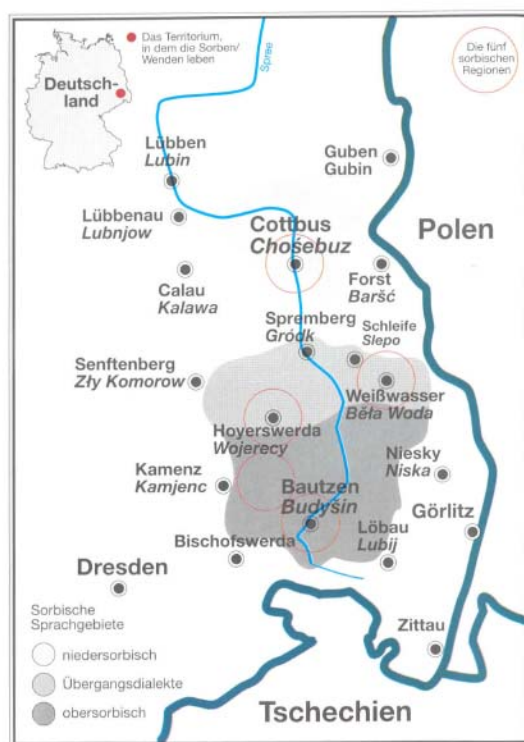 Das Territorium,
in dem die Sorben/
Wenden leben
Deutsch-
land
Spree
Die fünf
sorbischen
Regionen
Lübben
Lubin
Guben
Gubin
Lübbenau
Lubnjow
Cottbus
Chośebuz
Polen
Calau
Kalawa
Forst
Baršć
Spremberg
Gródk
Schleife
Slepo
Senftenberg
Zły Komorow
Weißwasser
Běła Woda
Hoyerswerda
Wojerecy
Kamenz
Kamjenc
Niesky
Niska
Bautzen
Budyšin
Görlitz
Löbau
Lubij
Bischofswerda
Dresden
Zittau
Sorbische
Sprachgebiete
niedersorbisch
Übergangsdialekte
obersorbisch
Tschechien